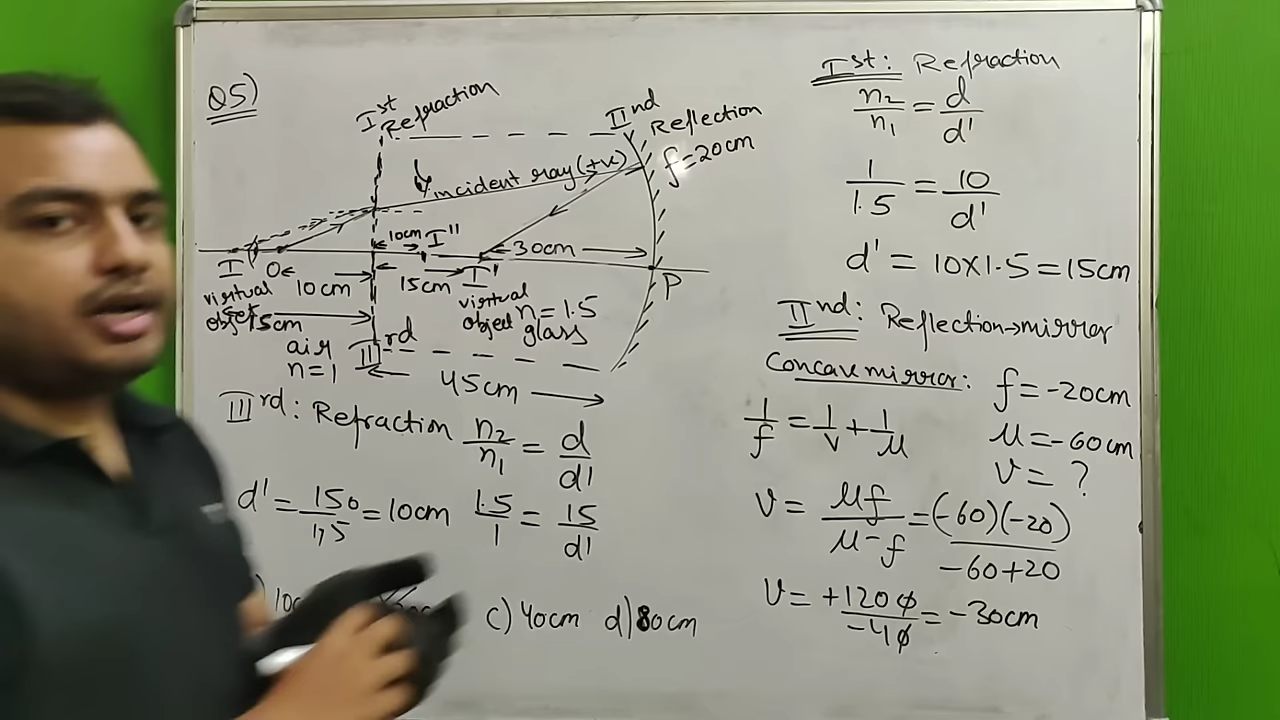 Q5)
Ist Refraction
IInd Reflection
f=20cm
incident ray(+ve)
10cm I''
30cm
I' O 10cm
15cm I'
P
virtual object
15cm
virtual object
n=1.5 glass
air n=1
IIIrd
45cm
IIIrd: Refraction n2/n1 = d/d'
d' = 150/1.5 = 10cm
1.5/1 = 15/d'
c) 40cm d) 80cm
Ist: Refraction
n2/n1 = d/d'
1/1.5 = 10/d'
d' = 10×1.5 = 15cm
IInd: Reflection→mirror
Concave mirror: f = -20cm
1/f = 1/v + 1/μ
μ = -60cm
v = ?
v = μf/μ-f = (-60)(-20)/-60+20
v = +1200/-40 = -30cm